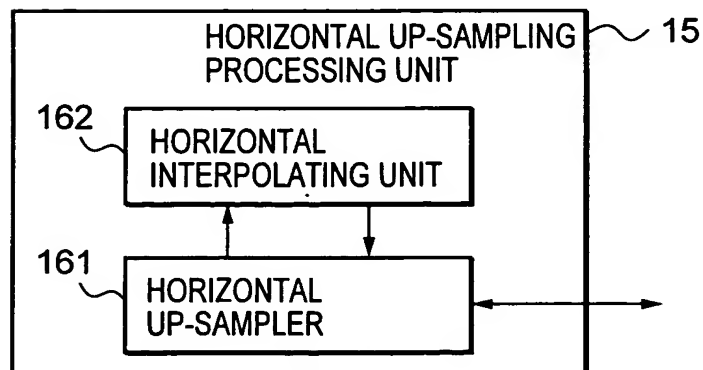 HORIZONTAL UP-SAMPLING
PROCESSING UNIT
15
162
HORIZONTAL
INTERPOLATING UNIT
161
HORIZONTAL
UP-SAMPLER